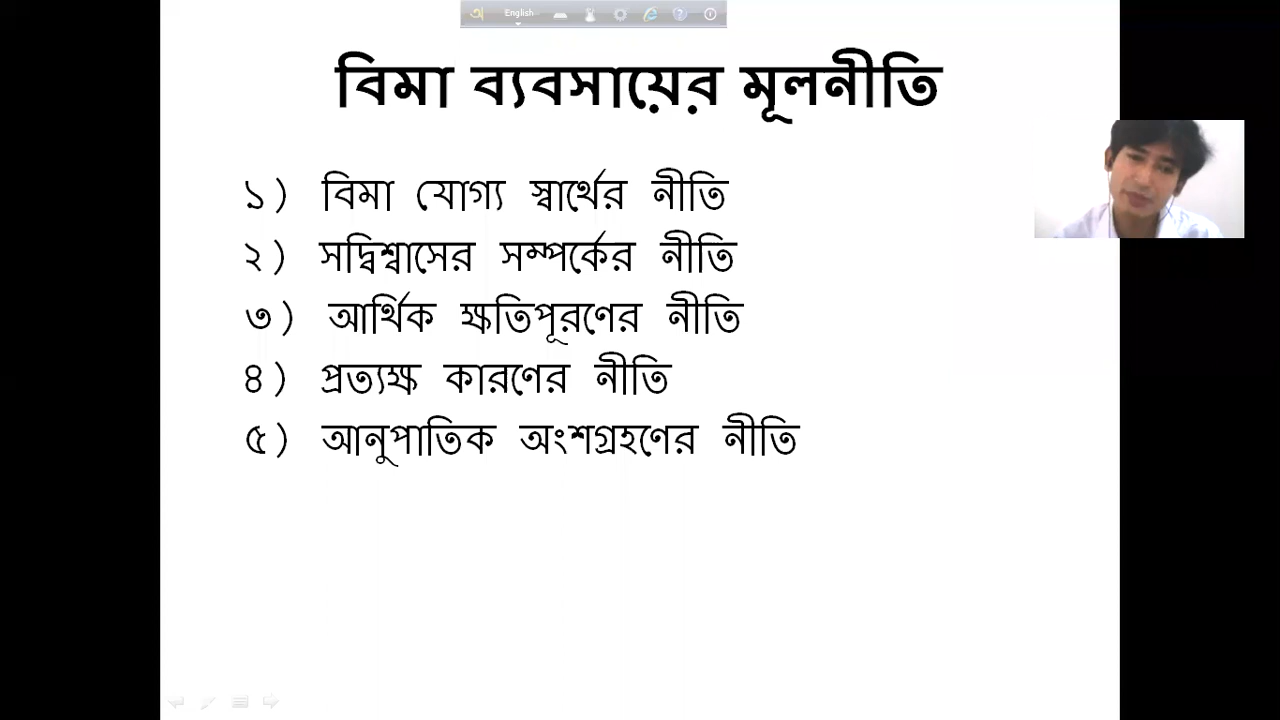 English
বিমা ব্যবসায়ের মূলনীতি
১) বিমা যোগ্য স্বার্থের নীতি
২) সদ্বিশ্বাসের সম্পর্কের নীতি
৩) আর্থিক ক্ষতিপূরণের নীতি
৪) প্রত্যক্ষ কারণের নীতি
৫) আনুপাতিক অংশগ্রহণের নীতি